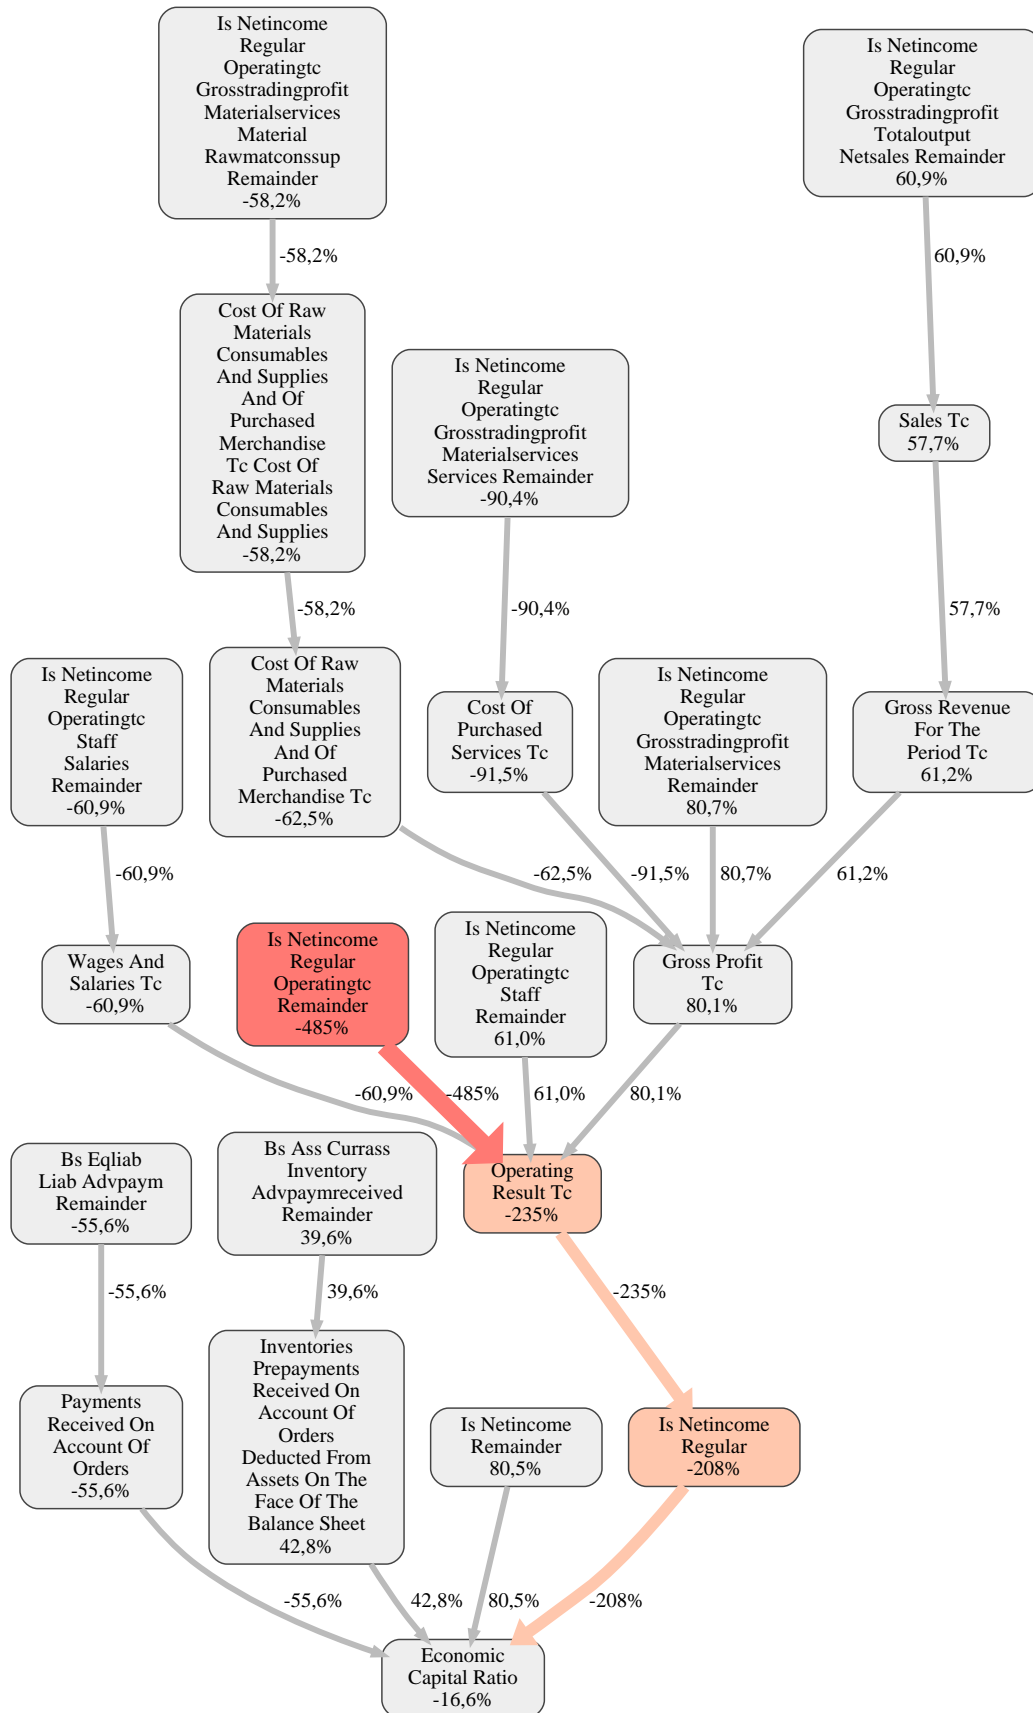 Is Netincome
Regular
Operatingtc
Grosstradingprofit
Materialservices
Material
Rawmatconssup
Remainder
-58,2%
Is Netincome
Regular
Operatingtc
Grosstradingprofit
Totaloutput
Netsales Remainder
60,9%
-58,2%
60,9%
Cost Of Raw
Materials
Consumables
And Supplies
And Of
Purchased
Merchandise
Tc Cost Of
Raw Materials
Consumables
And Supplies
-58,2%
Is Netincome
Regular
Operatingtc
Grosstradingprofit
Materialservices
Services Remainder
-90,4%
Sales Tc
57,7%
-58,2%
-90,4%
57,7%
Is Netincome
Regular
Operatingtc
Staff
Salaries
Remainder
-60,9%
Cost Of Raw
Materials
Consumables
And Supplies
And Of
Purchased
Merchandise Tc
-62,5%
Cost Of
Purchased
Services Tc
-91,5%
Is Netincome
Regular
Operatingtc
Grosstradingprofit
Materialservices
Remainder
80,7%
Gross Revenue
For The
Period Tc
61,2%
-60,9%
-62,5%
-91,5%
80,7%
61,2%
Wages And
Salaries Tc
-60,9%
Is Netincome
Regular
Operatingtc
Remainder
-485%
Is Netincome
Regular
Operatingtc
Staff
Remainder
61,0%
Gross Profit
Tc
80,1%
-60,9%
-485%
61,0%
80,1%
Bs Eqliab
Liab Advpaym
Remainder
-55,6%
Bs Ass Currass
Inventory
Advpaymreceived
Remainder
39,6%
Operating
Result Tc
-235%
-55,6%
39,6%
-235%
Payments
Received On
Account Of
Orders
-55,6%
Inventories
Prepayments
Received On
Account Of
Orders
Deducted From
Assets On The
Face Of The
Balance Sheet
42,8%
Is Netincome
Remainder
80,5%
Is Netincome
Regular
-208%
-55,6%
42,8%
80,5%
-208%
Economic
Capital Ratio
-16,6%